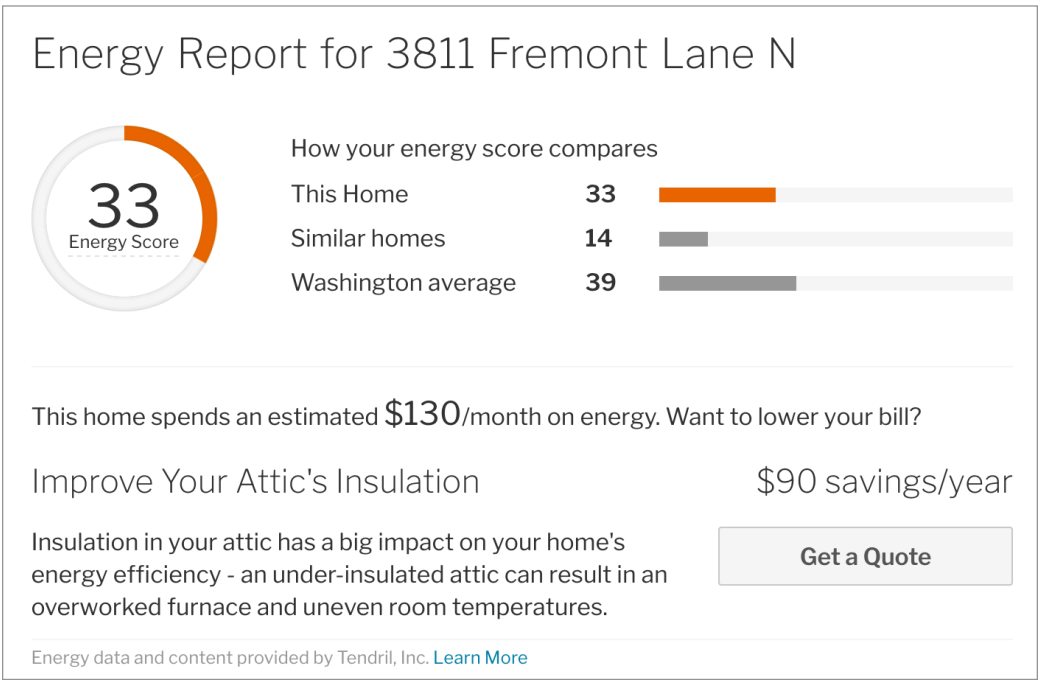 Energy Report for 3811 Fremont Lane N
33
Energy Score
How your energy score compares
This Home 33
Similar homes 14
Washington average 39
This home spends an estimated $130/month on energy. Want to lower your bill?
Improve Your Attic's Insulation $90 savings/year
Insulation in your attic has a big impact on your home's
energy efficiency - an under-insulated attic can result in an
overworked furnace and uneven room temperatures.
Get a Quote
Energy data and content provided by Tendril, Inc. Learn More